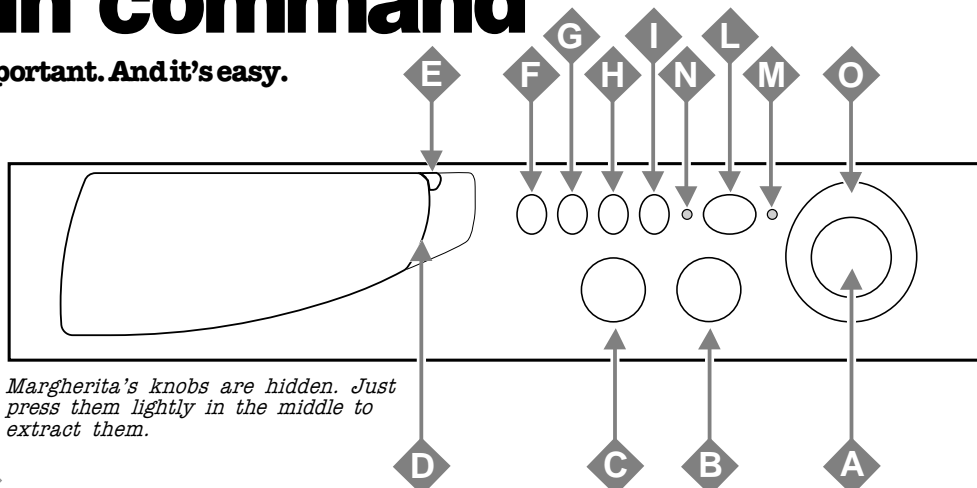 in command
portant. And it's easy.
G I L
E F H N M O
Margherita's knobs are hidden. Just
press them lightly in the middle to
extract them.
D C B A